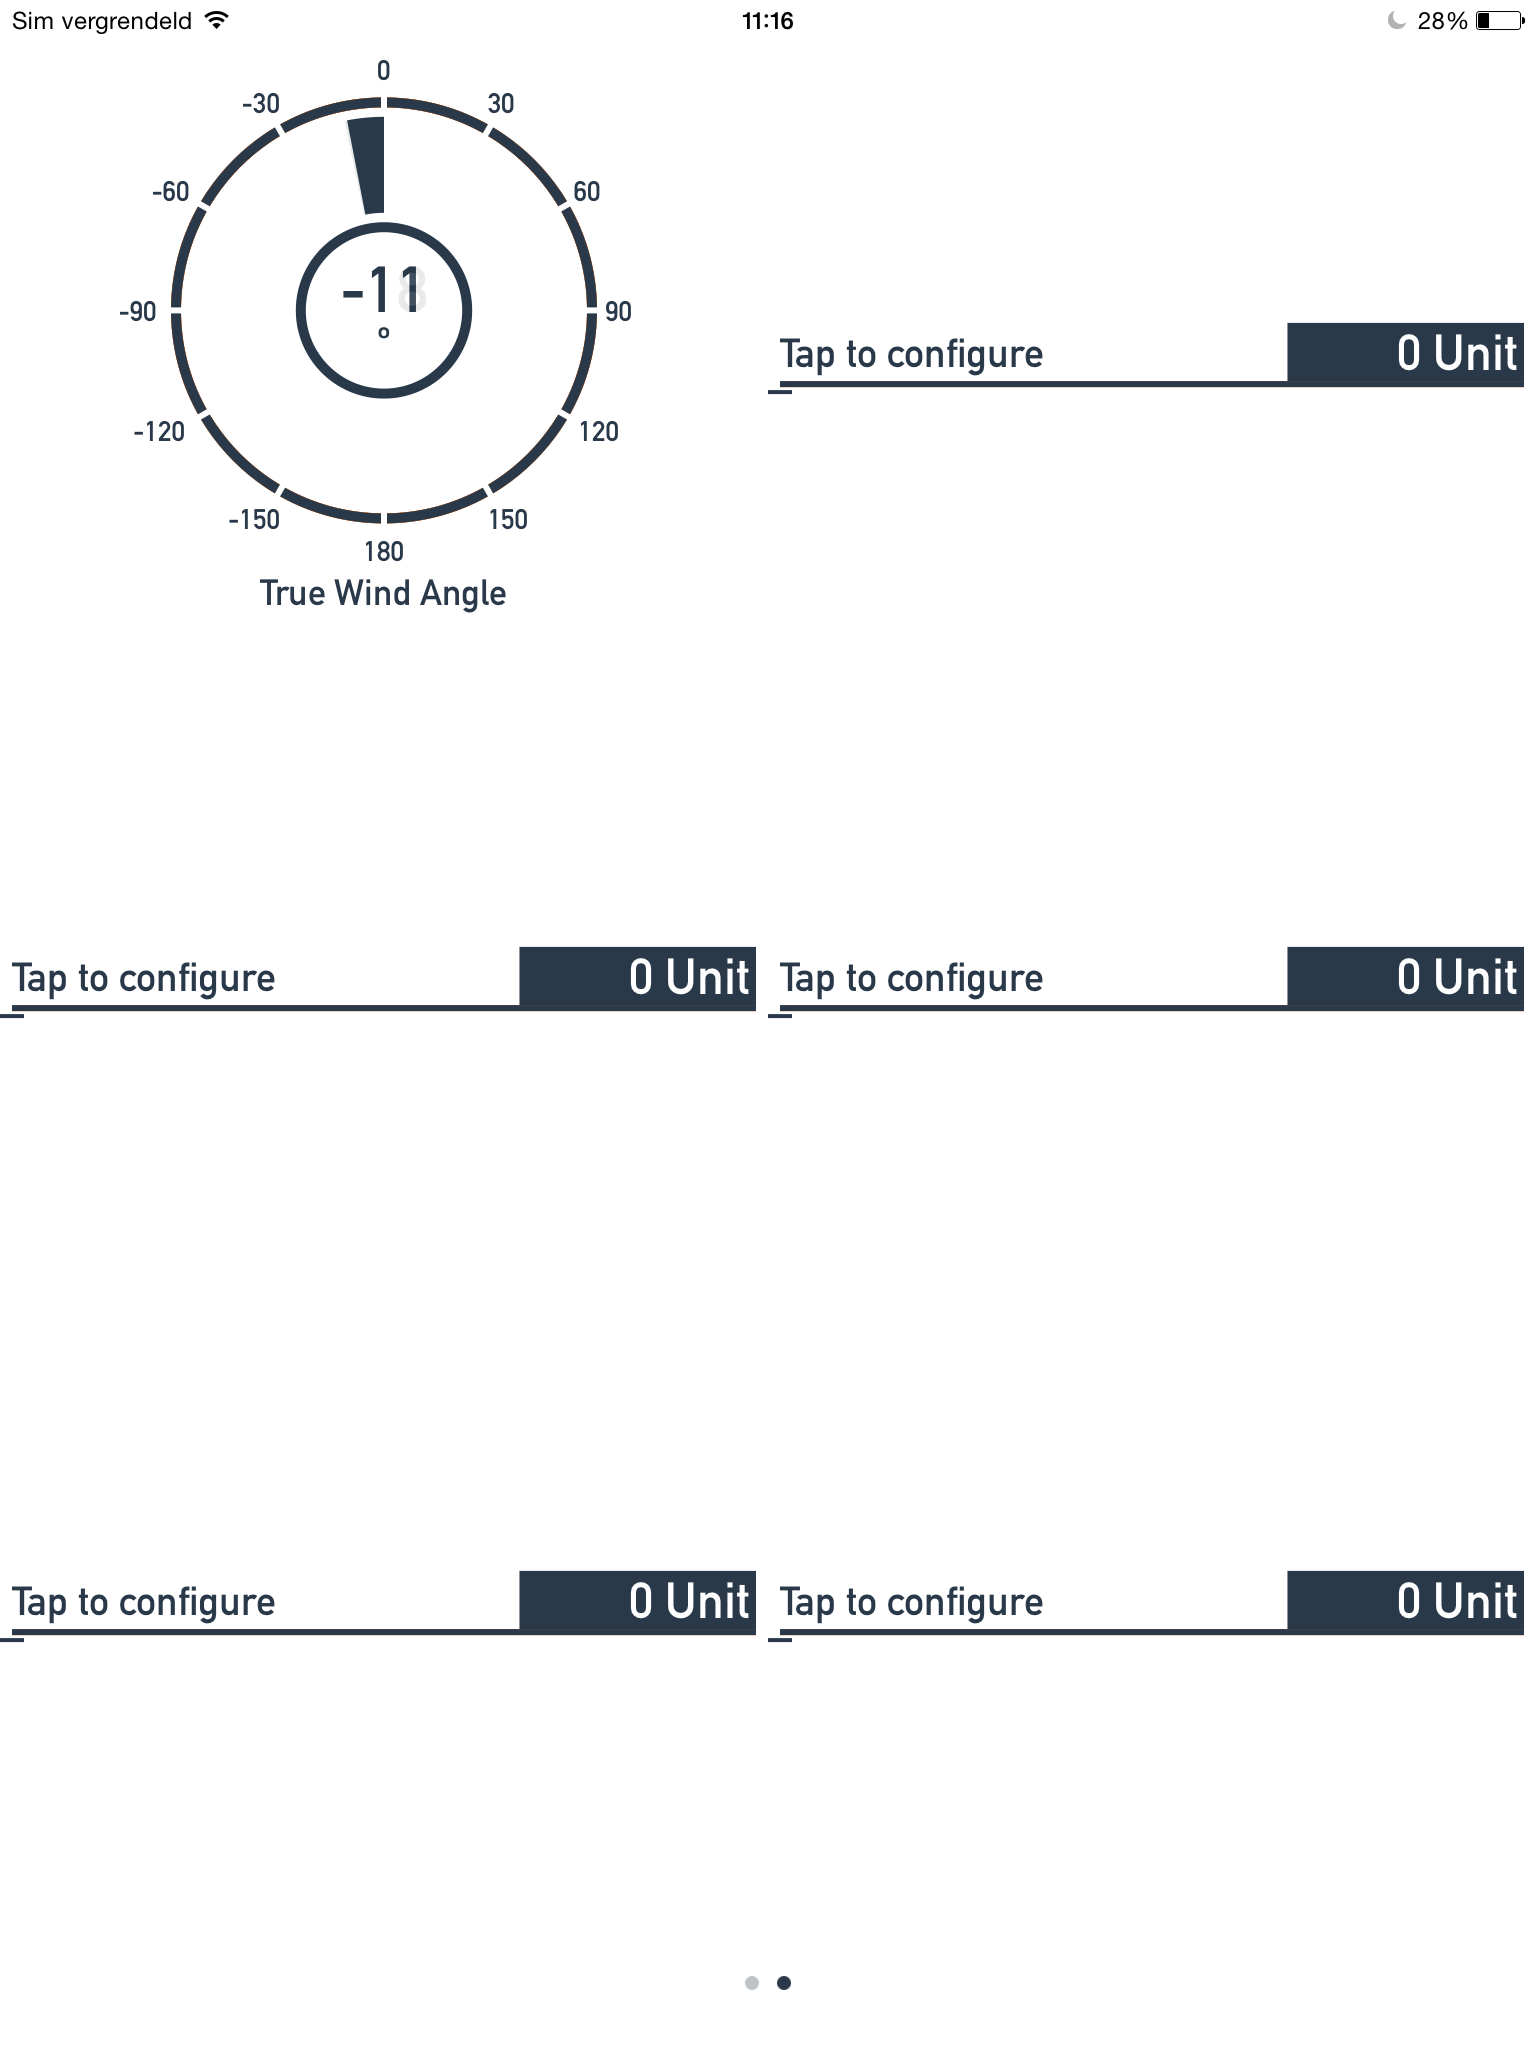 Sim vergrendeld 11:16 28%
0
-30 30
-60 60
-11
°
-90 90
-120 120
-150 150
180
True Wind Angle
Tap to configure 0 Unit
Tap to configure 0 Unit
Tap to configure 0 Unit
Tap to configure 0 Unit
Tap to configure 0 Unit